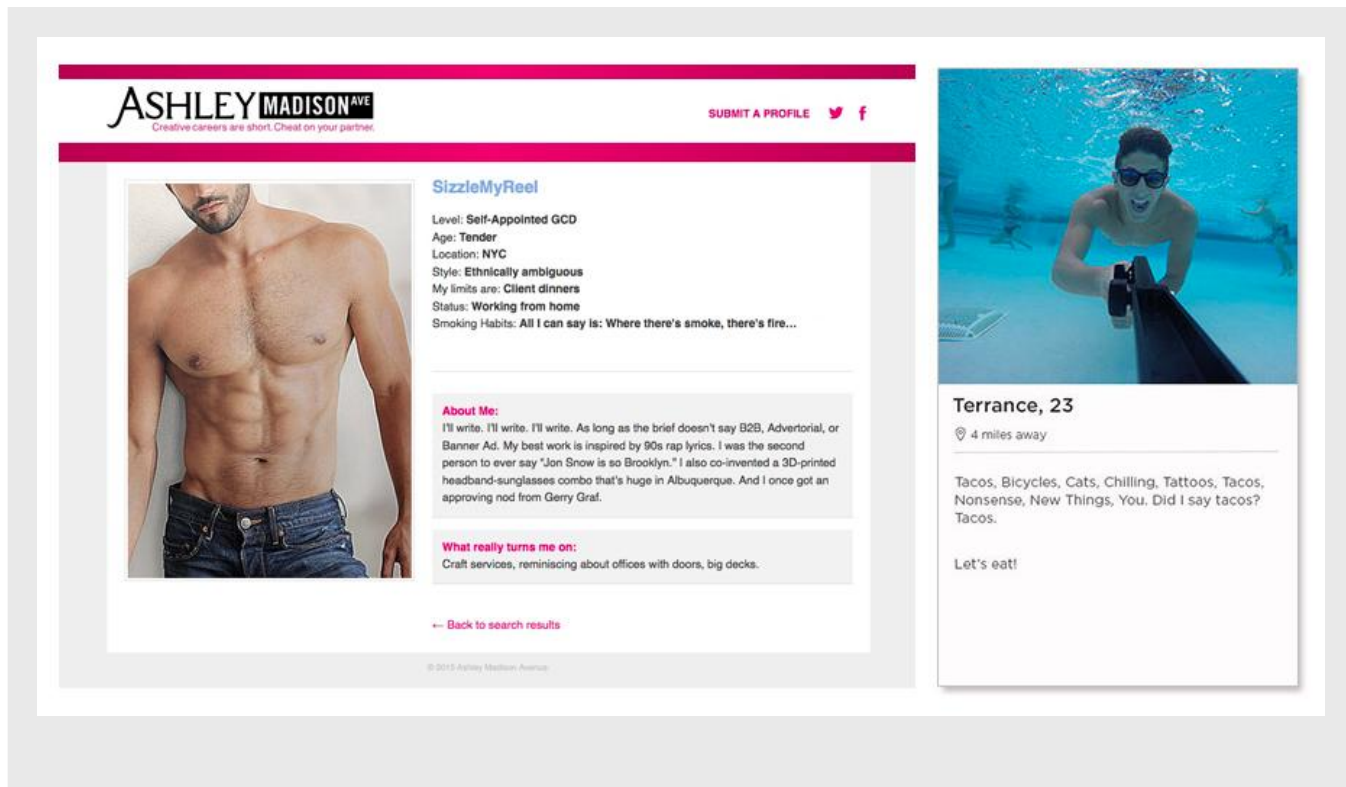 ASHLEY MADISON AVE
Creative careers are short. Cheat on your partner.
SUBMIT A PROFILE
SizzleMyReel
Level: Self-Appointed GCD
Age: Tender
Location: NYC
Style: Ethnically ambiguous
My limits are: Client dinners
Status: Working from home
Smoking Habits: All I can say is: Where there's smoke, there's fire...
About Me:
I'll write. I'll write. I'll write. As long as the brief doesn't say B2B, Advertorial, or
Banner Ad. My best work is inspired by 90s rap lyrics. I was the second
person to ever say "Jon Snow is so Brooklyn." I also co-invented a 3D-printed
headband-sunglasses combo that's huge in Albuquerque. And I once got an
approving nod from Gerry Graf.
What really turns me on:
Craft services, reminiscing about offices with doors, big decks.
← Back to search results
© 2015 Ashley Madison Avenue
Terrance, 23
4 miles away
Tacos, Bicycles, Cats, Chilling, Tattoos, Tacos,
Nonsense, New Things, You. Did I say tacos?
Tacos.
Let's eat!